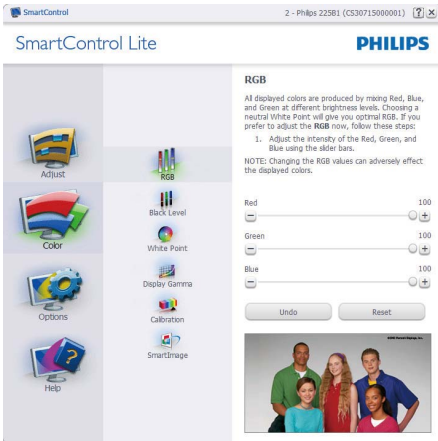 SmartControl
2 - Philips 225B1 (CS30715000001)
SmartControl Lite
PHILIPS
Adjust
Color
Options
Help
RGB
Black Level
White Point
Display Gamma
Calibration
SmartImage
RGB
All displayed colors are produced by mixing Red, Blue,
and Green at different brightness levels. Choosing a
neutral White Point will give you optimal RGB. If you
prefer to adjust the RGB now, follow these steps:
1. Adjust the intensity of the Red, Green, and
Blue using the slider bars.
NOTE: Changing the RGB values can adversely effect
the displayed colors.
Red 100
Green 100
Blue 100
Undo
Reset